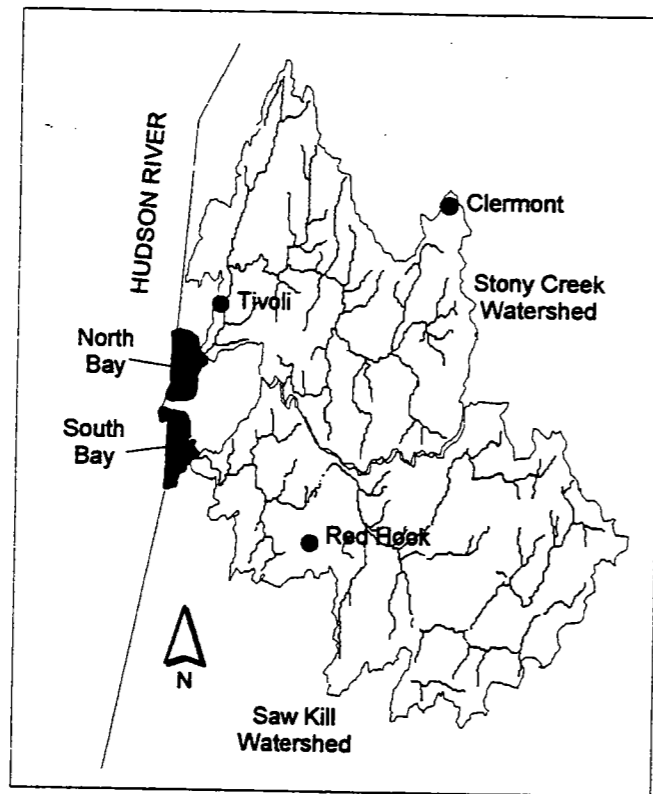 HUDSON RIVER
Clermont
Stony Creek
Watershed
Tivoli
North
Bay
South
Bay
Red Hook
N
Saw Kill
Watershed